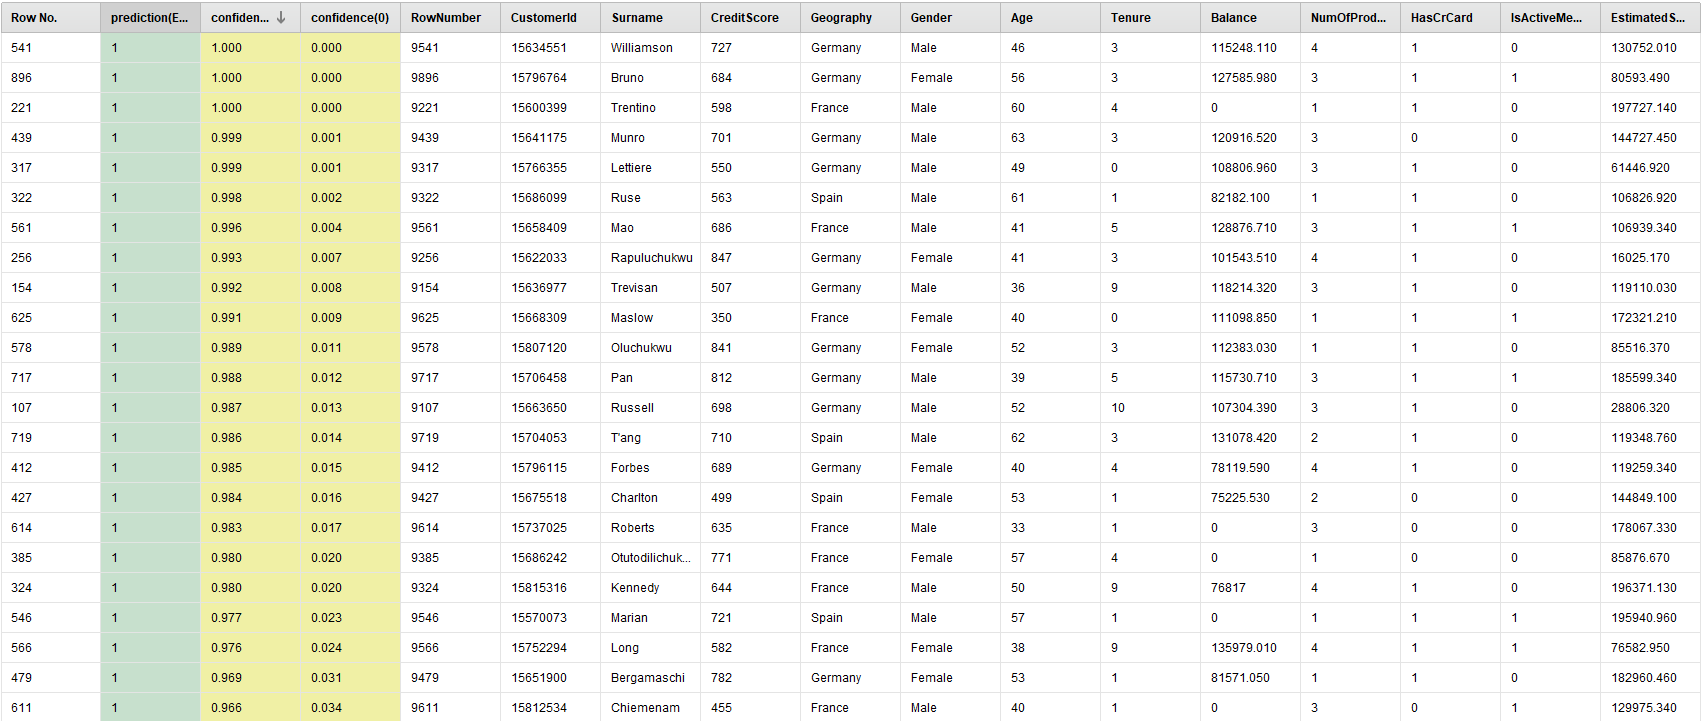 Row No. prediction(E... confiden... ↓ confidence(0) RowNumber CustomerId Surname CreditScore Geography Gender Age Tenure Balance NumOfProd... HasCrCard IsActiveMe... EstimatedS...
541 1 1.000 0.000 9541 15634551 Williamson 727 Germany Male 46 3 115248.110 4 1 0 130752.010
896 1 1.000 0.000 9896 15796764 Bruno 684 Germany Female 56 3 127585.980 3 1 1 80593.490
221 1 1.000 0.000 9221 15600399 Trentino 598 France Male 60 4 0 1 1 0 197727.140
439 1 0.999 0.001 9439 15641175 Munro 701 Germany Male 63 3 120916.520 3 0 0 144727.450
317 1 0.999 0.001 9317 15766355 Lettiere 550 Germany Male 49 0 108806.960 3 1 1 61446.920
322 1 0.998 0.002 9322 15686099 Ruse 563 Spain Male 61 1 82182.100 1 1 0 106826.920
561 1 0.996 0.004 9561 15658409 Mao 686 France Male 41 5 128876.710 3 1 1 106939.340
256 1 0.993 0.007 9256 15622033 Rapuluchukwu 847 Germany Female 41 3 101543.510 4 1 0 16025.170
154 1 0.992 0.008 9154 15636977 Trevisan 507 Germany Male 36 9 118214.320 3 1 0 119110.030
625 1 0.991 0.009 9625 15668309 Maslow 350 France Female 40 0 111098.850 1 1 1 172321.210
578 1 0.989 0.011 9578 15807120 Oluchukwu 841 Germany Female 52 3 112383.030 1 1 0 85516.370
717 1 0.988 0.012 9717 15706458 Pan 812 Germany Male 39 5 115730.710 3 1 1 185599.340
107 1 0.987 0.013 9107 15663650 Russell 698 Germany Male 52 10 107304.390 3 1 0 28806.320
719 1 0.986 0.014 9719 15704053 T'ang 710 Spain Male 62 3 131078.420 2 1 0 119348.760
412 1 0.985 0.015 9412 15796115 Forbes 689 Germany Female 40 4 78119.590 4 1 0 119259.340
427 1 0.984 0.016 9427 15675518 Charlton 499 Spain Female 53 1 75225.530 2 0 0 144849.100
614 1 0.983 0.017 9614 15737025 Roberts 635 France Male 33 1 0 3 0 0 178067.330
385 1 0.980 0.020 9385 15686242 Otutodilichuk... 771 France Female 57 4 0 1 0 0 85876.670
324 1 0.980 0.020 9324 15815316 Kennedy 644 France Male 50 9 76817 4 1 0 196371.130
546 1 0.977 0.023 9546 15570073 Marian 721 Spain Male 57 1 0 1 1 1 195940.960
566 1 0.976 0.024 9566 15752294 Long 582 France Female 38 9 135979.010 4 1 1 76582.950
479 1 0.969 0.031 9479 15651900 Bergamaschi 782 Germany Female 53 1 81571.050 1 1 0 182960.460
611 1 0.966 0.034 9611 15812534 Chiemenam 455 France Male 40 1 0 3 0 1 129975.340